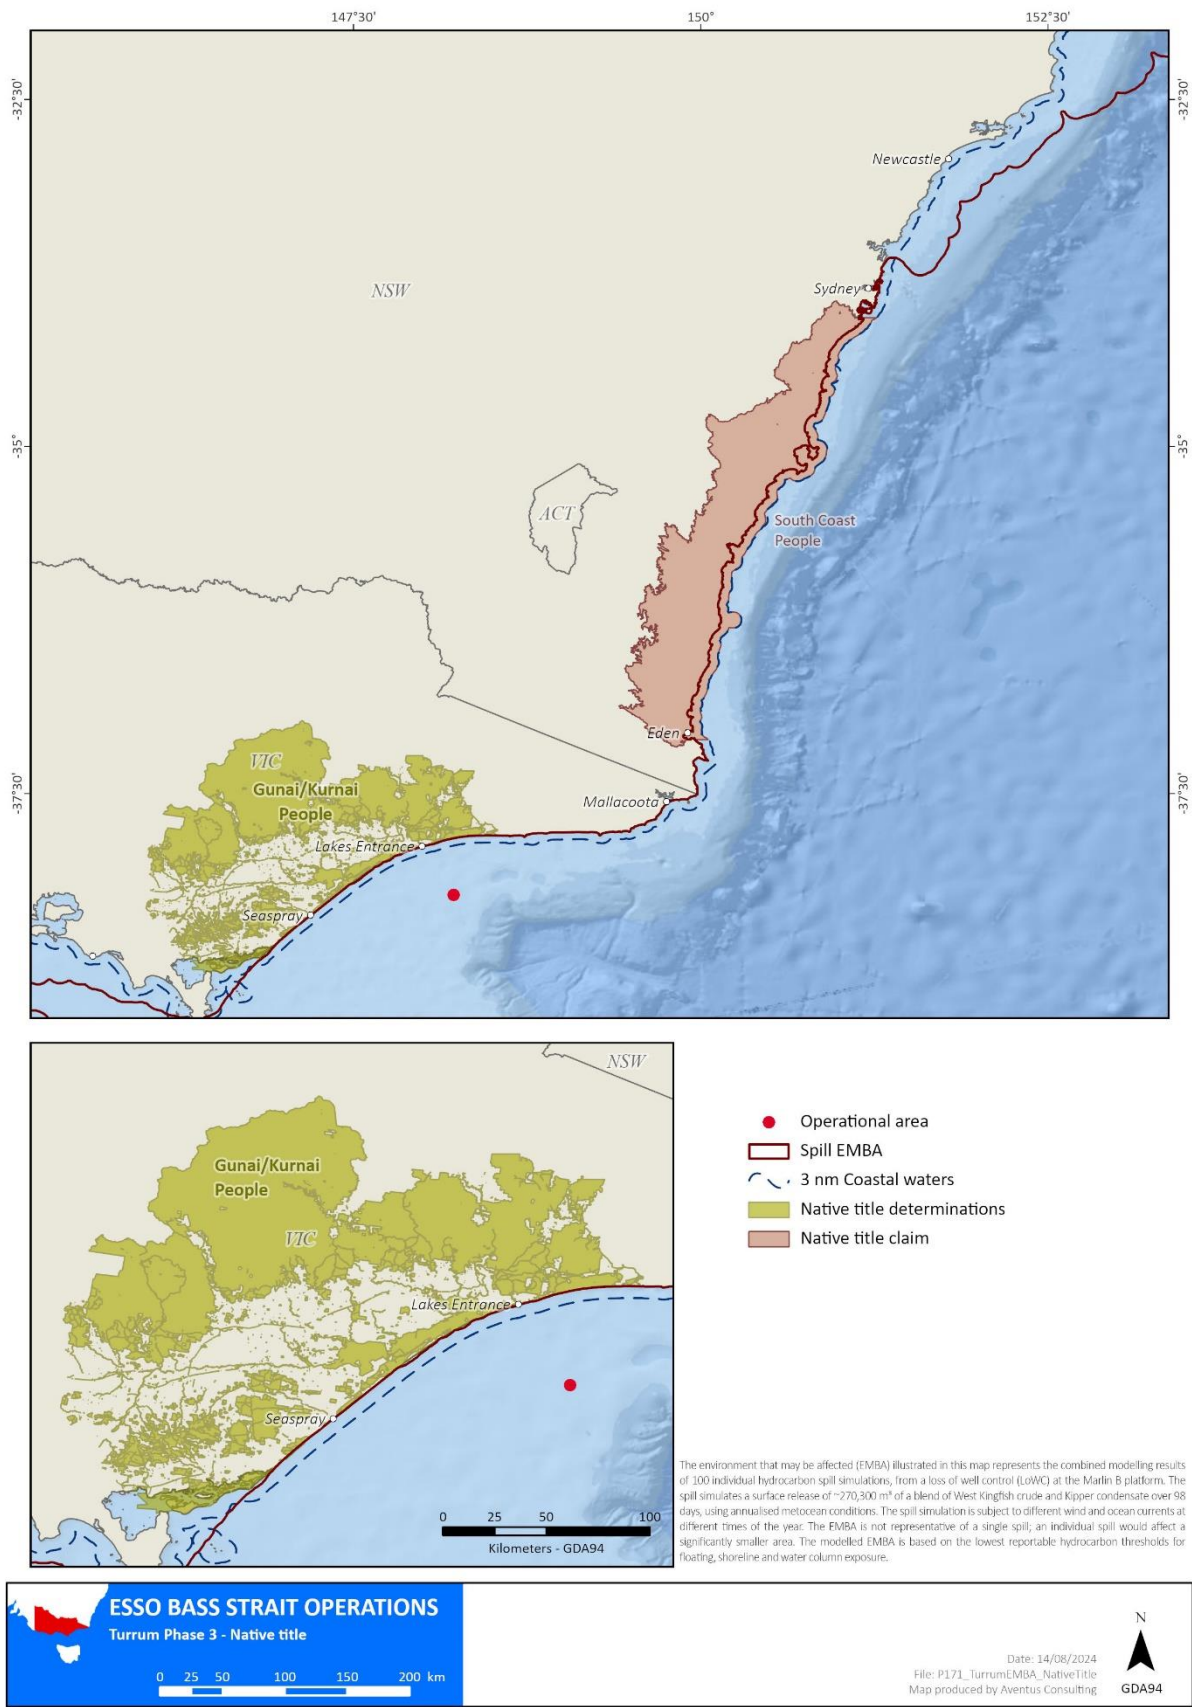 147°30'
150°
152°30'
-32°30'
-32°30'
Newcastle
NSW
Sydney
-35°
-35°
ACT
South Coast
People
Eden
-37°30'
-37°30'
VIC
Gunai/Kurnai
People
Mallacoota
Lakes Entrance
Seaspray
NSW
Gunai/Kurnai
People
VIC
Lakes Entrance
Seaspray
0 25 50 100
Kilometers - GDA94
Operational area
Spill EMBA
3 nm Coastal waters
Native title determinations
Native title claim
The environment that may be affected (EMBA) illustrated in this map represents the combined modelling results
of 100 individual hydrocarbon spill simulations, from a loss of well control (LoWC) at the Marlin B platform. The
spill simulates a surface release of ~270,300 m³ of a blend of West Kingfish crude and Kipper condensate over 98
days, using annualised metocean conditions. The spill simulation is subject to different wind and ocean currents at
different times of the year. The EMBA is not representative of a single spill; an individual spill would affect a
significantly smaller area. The modelled EMBA is based on the lowest reportable hydrocarbon thresholds for
floating, shoreline and water column exposure.
ESSO BASS STRAIT OPERATIONS
Turrum Phase 3 - Native title
0 25 50 100 150 200 km
Date: 14/08/2024
File: P171_TurrumEMBA_NativeTitle
Map produced by Aventus Consulting
N
GDA94